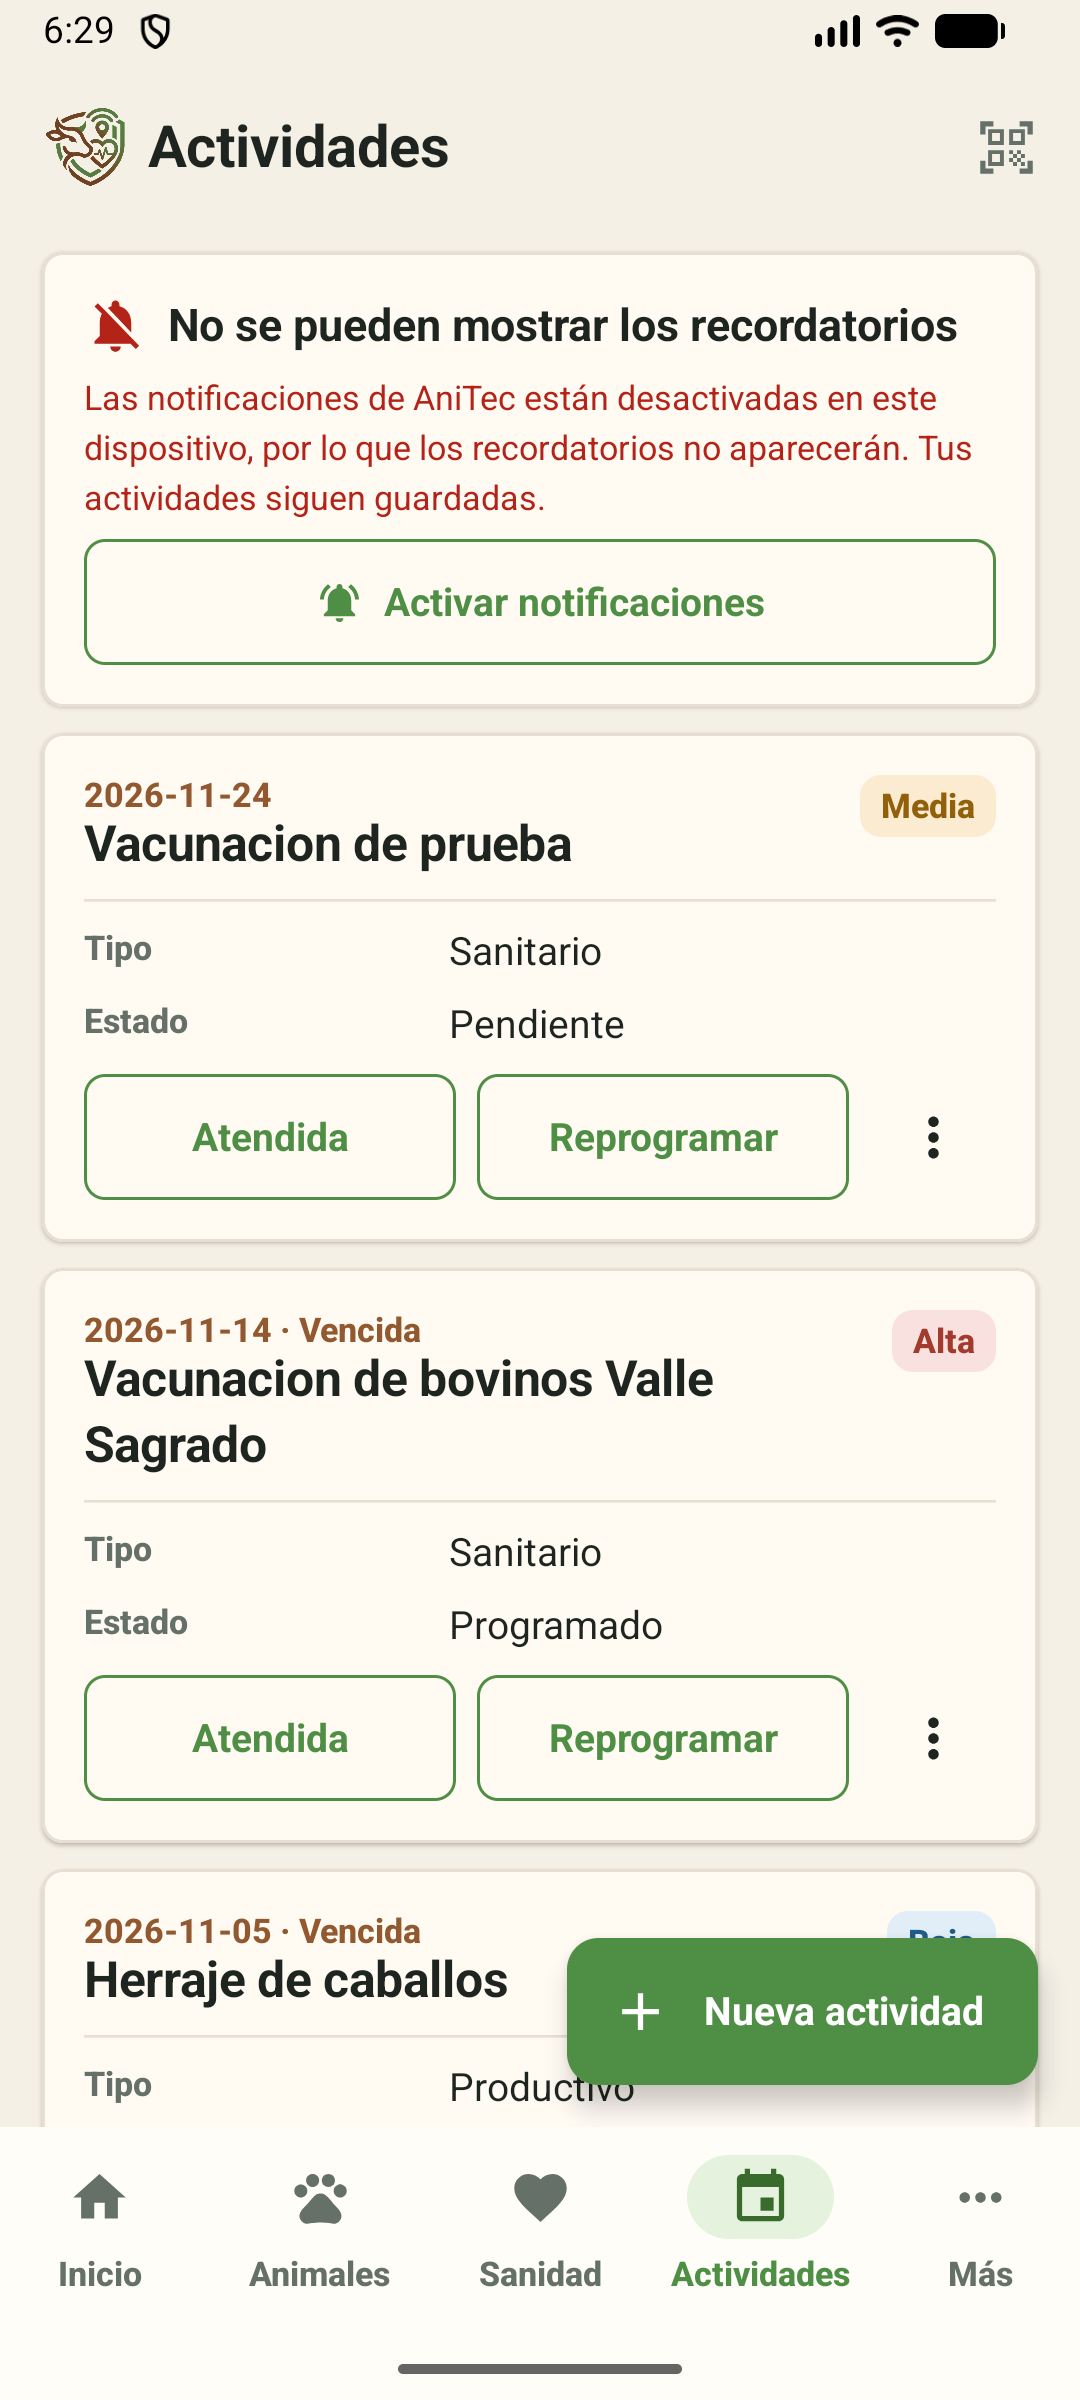 6:29
Actividades
No se pueden mostrar los recordatorios
Las notificaciones de AniTec están desactivadas en este
dispositivo, por lo que los recordatorios no aparecerán. Tus
actividades siguen guardadas.
Activar notificaciones
2026-11-24
Media
Vacunacion de prueba
Tipo
Sanitario
Estado
Pendiente
Atendida
Reprogramar
2026-11-14 · Vencida
Alta
Vacunacion de bovinos Valle
Sagrado
Tipo
Sanitario
Estado
Programado
Atendida
Reprogramar
2026-11-05 · Vencida
Herraje de caballos
Nueva actividad
Tipo
Productivo
Inicio
Animales
Sanidad
Actividades
Más